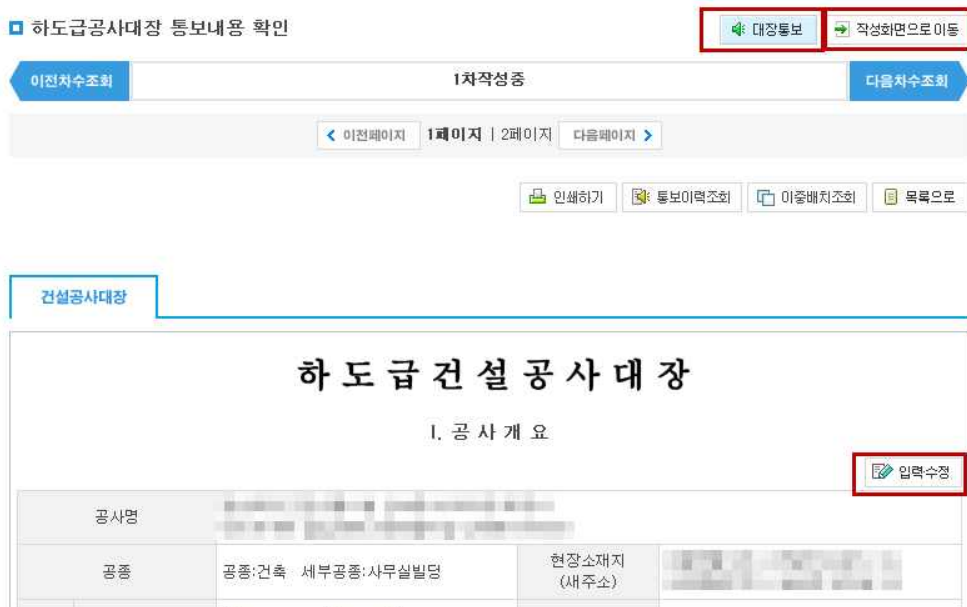 하도급공사대장 통보내용 확인 대장통보 작성화면으로이동
이전차수조회 1차작성중 다음차수조회
이전페이지 1페이지 | 2페이지 다음페이지
인쇄하기 통보이력조회 이중배치조회 목록으로
건설공사대장
하도급건설공사대장
I. 공사개요
입력수정
공사명
공종 공종:건축 세부공종:사무실빌딩 현장소재지
(새주소)